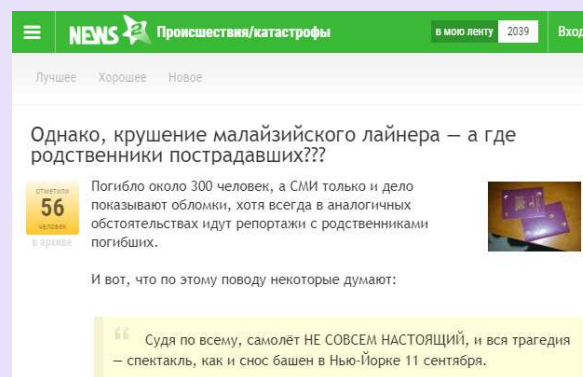 NEWS 2 Происшествия/катастрофы
в мою ленту 2039 Вход
Лучшее Хорошее Новое
Однако, крушение малайзийского лайнера — а где
родственники пострадавших???
отметили
56
человек
в архиве
Погибло около 300 человек, а СМИ только и дело
показывают обломки, хотя всегда в аналогичных
обстоятельствах идут репортажи с родственниками
погибших.
И вот, что по этому поводу некоторые думают:
“ Судя по всему, самолёт НЕ СОВСЕМ НАСТОЯЩИЙ, и вся трагедия
— спектакль, как и снос башен в Нью-Йорке 11 сентября.